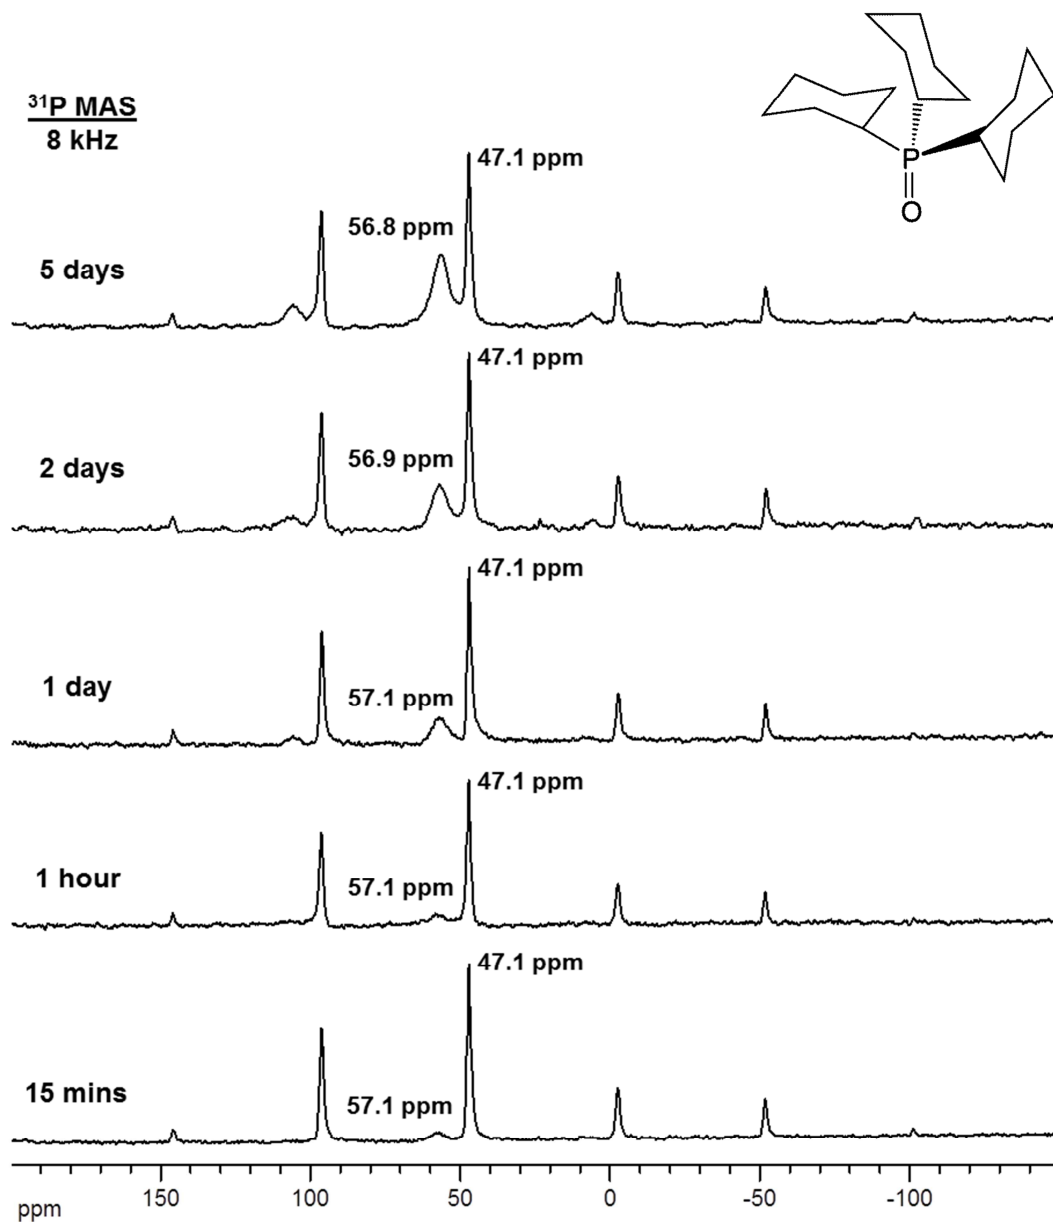 ³¹P MAS
8 kHz
P
O
47.1 ppm
56.8 ppm
5 days
47.1 ppm
56.9 ppm
2 days
47.1 ppm
57.1 ppm
1 day
47.1 ppm
57.1 ppm
1 hour
47.1 ppm
57.1 ppm
15 mins
150 100 50 0 -50 -100
ppm